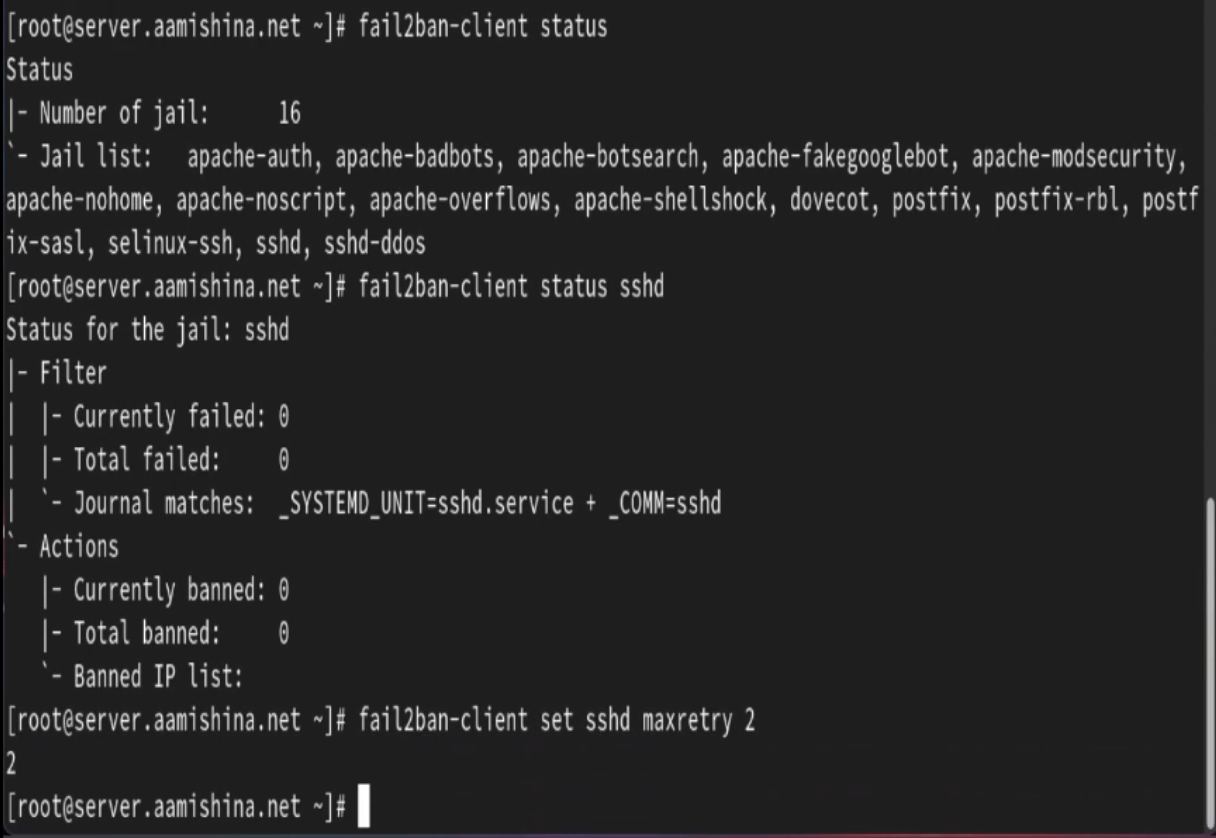 [root@server.aamishina.net ~]# fail2ban-client status
Status
|- Number of jail:      16
`- Jail list:   apache-auth, apache-badbots, apache-botsearch, apache-fakegooglebot, apache-modsecurity,
apache-nohome, apache-noscript, apache-overflows, apache-shellshock, dovecot, postfix, postfix-rbl, postf
ix-sasl, selinux-ssh, sshd, sshd-ddos
[root@server.aamishina.net ~]# fail2ban-client status sshd
Status for the jail: sshd
|- Filter
|  |- Currently failed: 0
|  |- Total failed:     0
|  `- Journal matches:  _SYSTEMD_UNIT=sshd.service + _COMM=sshd
`- Actions
   |- Currently banned: 0
   |- Total banned:     0
   `- Banned IP list:
[root@server.aamishina.net ~]# fail2ban-client set sshd maxretry 2
2
[root@server.aamishina.net ~]#